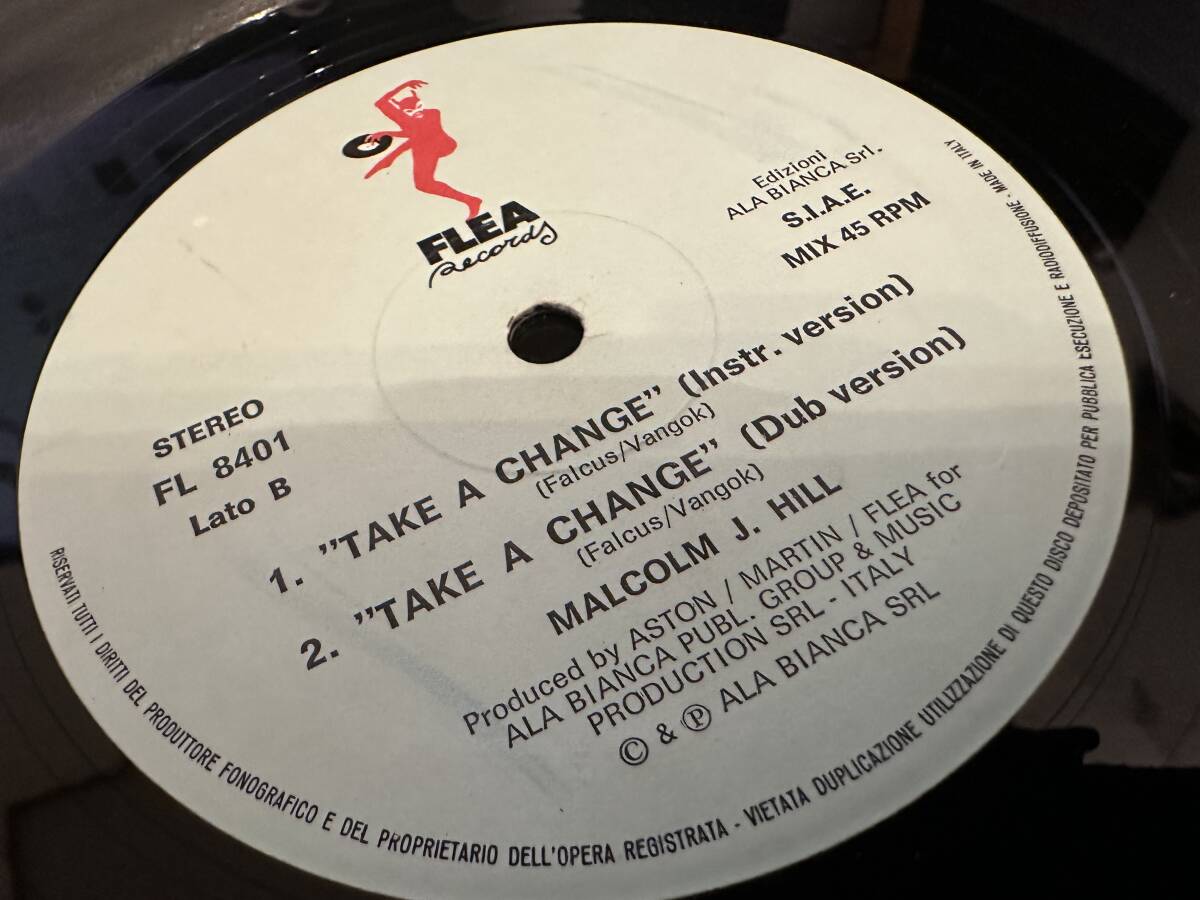 FLEA
Records
Edizioni
ALA BIANCA Srl.
S.I.A.E.
MIX 45 RPM
STEREO
FL 8401
Lato B
1. "TAKE A CHANGE" (Instr. version)
(Falcus/Vangok)
2. "TAKE A CHANGE" (Dub version)
(Falcus/Vangok)
MALCOLM J. HILL
Produced by ASTON / MARTIN / FLEA for
ALA BIANCA PUBL. GROUP & MUSIC
PRODUCTION SRL - ITALY
© & ℗ ALA BIANCA SRL
RISERVATI TUTTI I DIRITTI DEL PRODUTTORE FONOGRAFICO E DEL PROPRIETARIO DELL'OPERA REGISTRATA - VIETATA DUPLICAZIONE UTILIZZAZIONE DI QUESTO DISCO DEPOSITATO PER PUBBLICA ESECUZIONE E RADIODIFFUSIONE - MADE IN ITALY